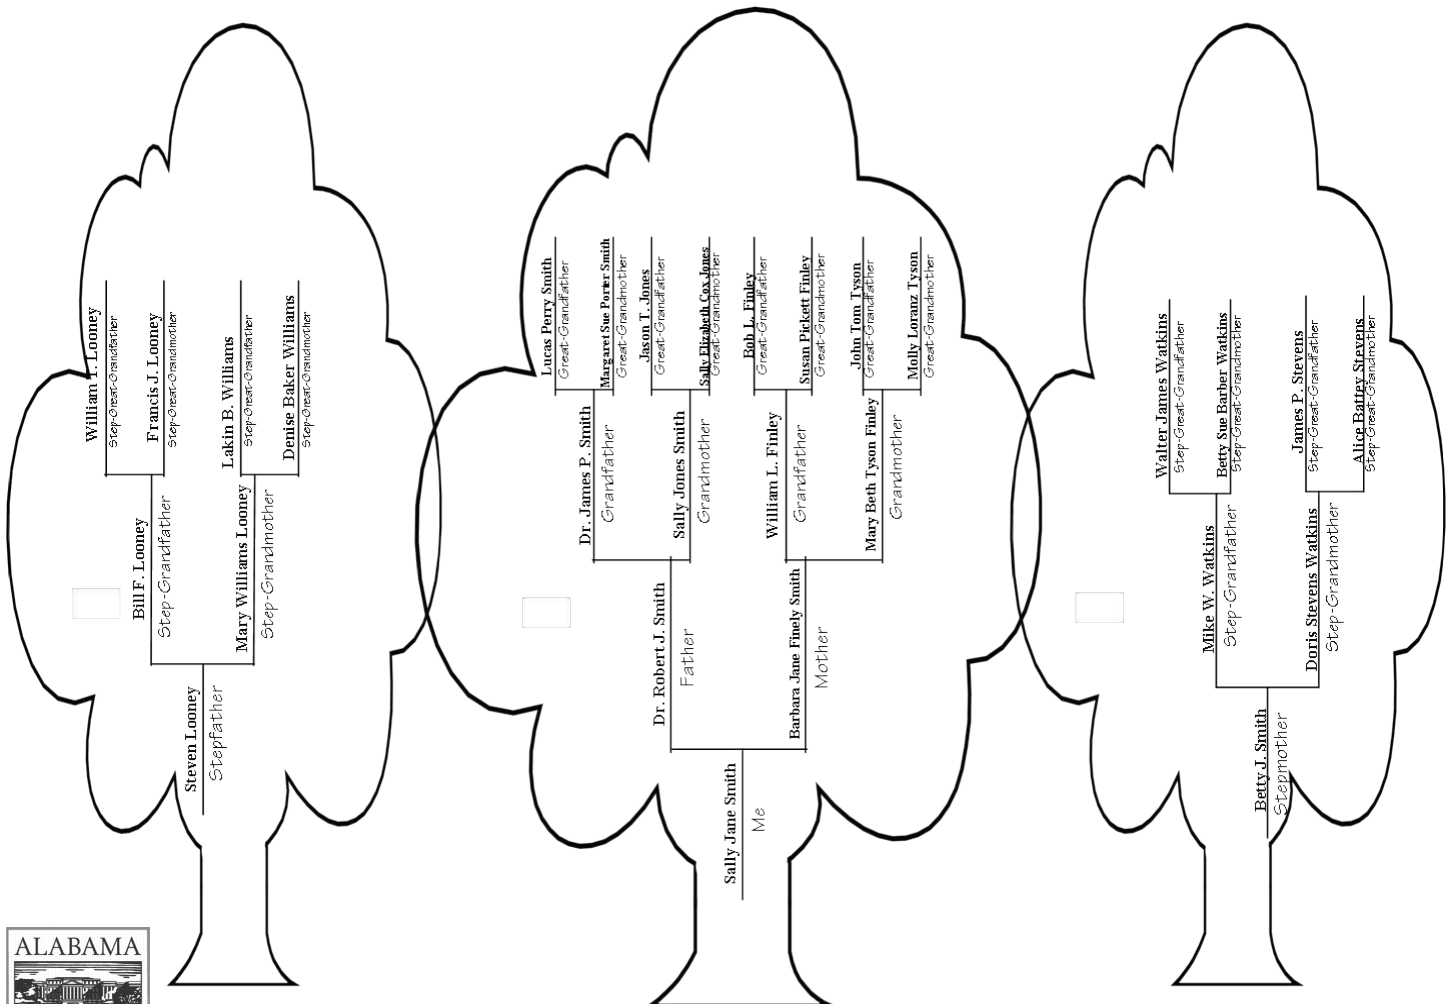 William T. Looney
Step-Great-Grandfather
Francis J. Looney
Step-Great-Grandmother
Lakin B. Williams
Step-Great-Grandfather
Denise Baker Williams
Step-Great-Grandmother
Bill F. Looney
Step-Grandfather
Mary Williams Looney
Step-Grandmother
Steven Looney
Stepfather
Lucas Perry Smith
Great-Grandfather
Margaret Sue Porter Smith
Great-Grandmother
Jason T. Jones
Great-Grandfather
Sally Elizabeth Cox Jones
Great-Grandmother
Bob L. Finley
Great-Grandfather
Susan Pickett Finley
Great-Grandmother
John Tom Tyson
Great-Grandfather
Molly Loranz Tyson
Great-Grandmother
Dr. James P. Smith
Grandfather
Sally Jones Smith
Grandmother
William L. Finley
Grandfather
Mary Beth Tyson Finley
Grandmother
Dr. Robert J. Smith
Father
Barbara Jane Finely Smith
Mother
Sally Jane Smith
Me
Walter James Watkins
Step-Great-Grandfather
Betty Sue Barber Watkins
Step-Great-Grandmother
James P. Stevens
Step-Great-Grandfather
Alice Battey Stevens
Step-Great-Grandmother
Mike W. Watkins
Step-Grandfather
Doris Stevens Watkins
Step-Grandmother
Betty J. Smith
Stepmother
ALABAMA